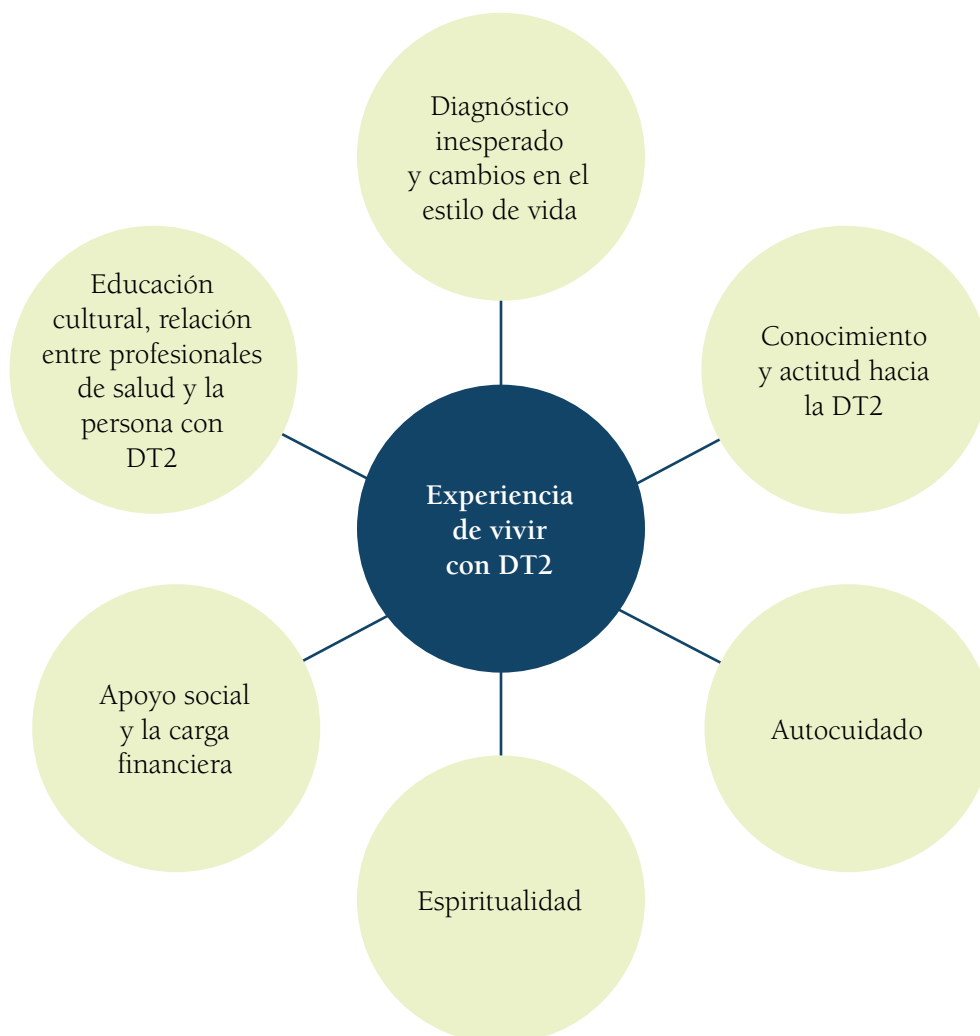 Diagnóstico
inesperado
y cambios en el
estilo de vida
Educación
cultural, relación
entre profesionales
de salud y la
persona con
DT2
Conocimiento
y actitud hacia
la DT2
Experiencia
de vivir
con DT2
Apoyo social
y la carga
financiera
Autocuidado
Espiritualidad